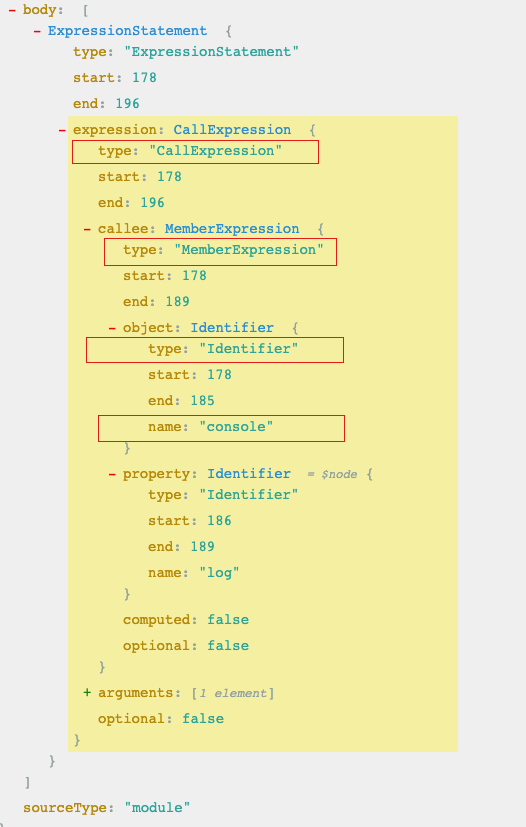 - body: [
- ExpressionStatement {
type: "ExpressionStatement"
start: 178
end: 196
- expression: CallExpression {
type: "CallExpression"
start: 178
end: 196
- callee: MemberExpression {
type: "MemberExpression"
start: 178
end: 189
- object: Identifier {
type: "Identifier"
start: 178
end: 185
name: "console"
}
- property: Identifier = $node {
type: "Identifier"
start: 186
end: 189
name: "log"
}
computed: false
optional: false
}
+ arguments: [1 element]
optional: false
}
}
]
sourceType: "module"